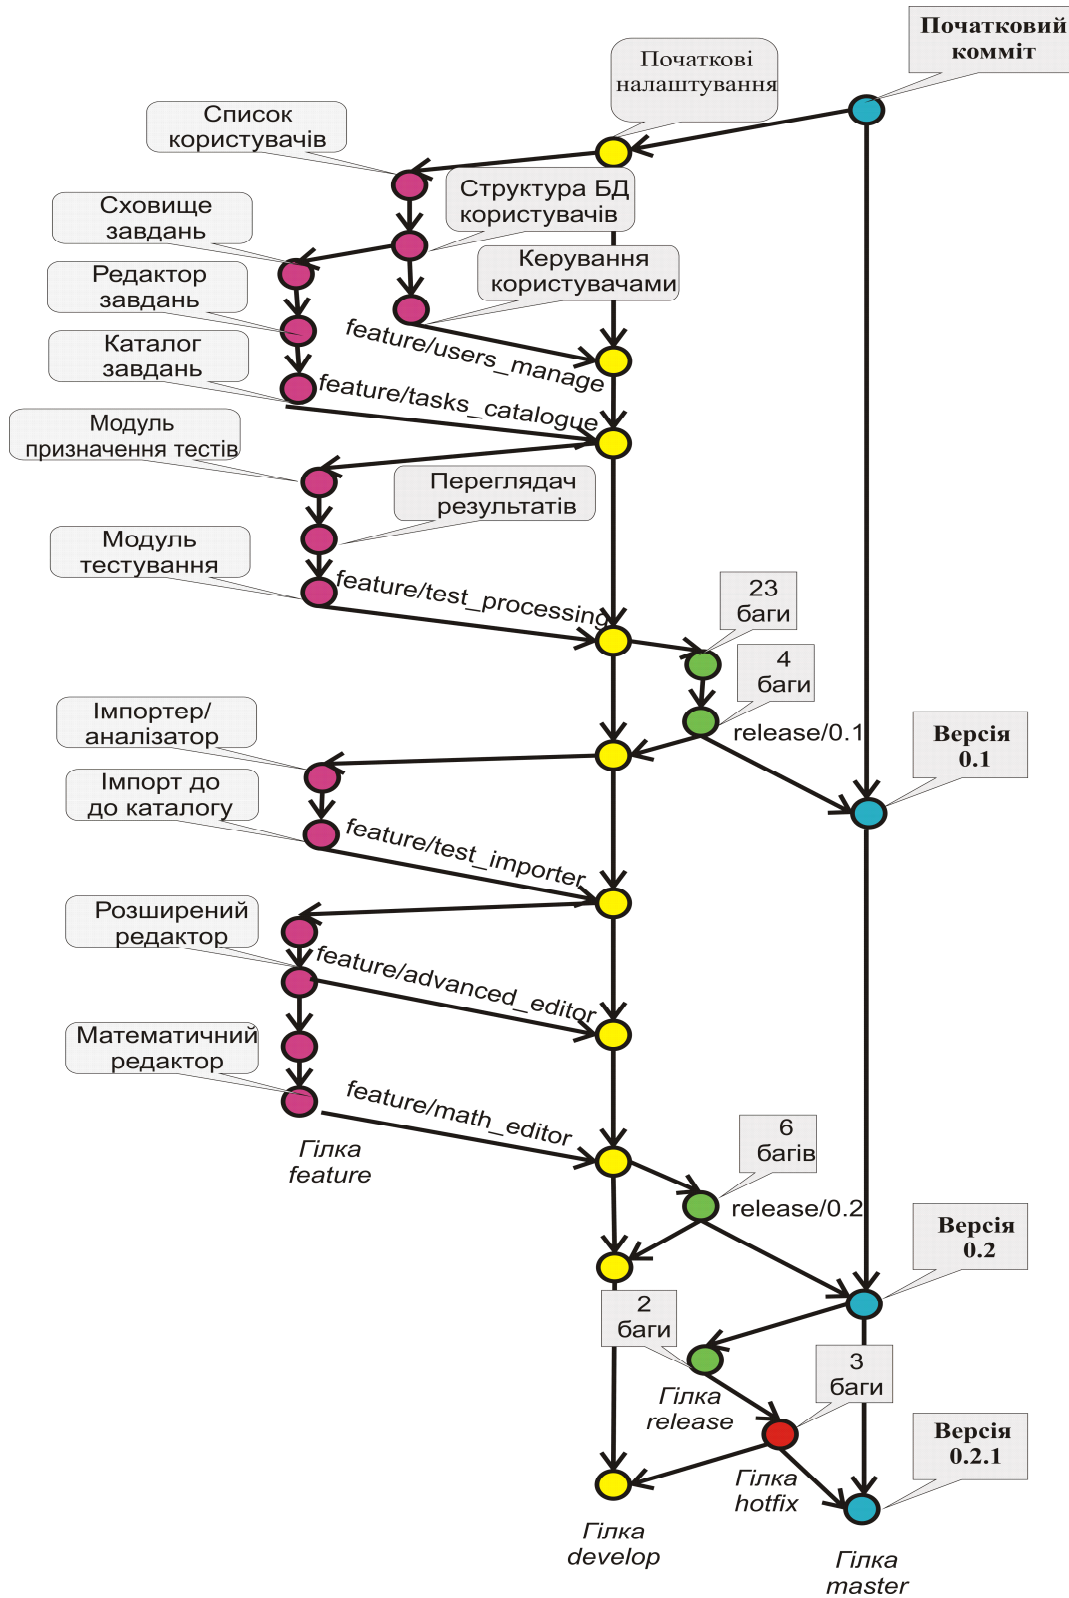 Початковий
комміт
Початкові
налаштування
Список
користувачів
Структура БД
користувачів
Сховище
завдань
Керування
користувачами
Редактор
завдань
feature/users_manage
Каталог
завдань
feature/tasks_catalogue
Модуль
призначення тестів
Переглядач
результатів
Модуль
тестування
feature/test_processing
23
баги
4
баги
release/0.1
Версія
0.1
Імпортер/
аналізатор
Імпорт до
до каталогу
feature/test_importer
Розширений
редактор
feature/advanced_editor
Математичний
редактор
feature/math_editor
Гілка
feature
6
багів
release/0.2
Версія
0.2
2
баги
3
баги
Гілка
release
Версія
0.2.1
Гілка
hotfix
Гілка
develop
Гілка
master